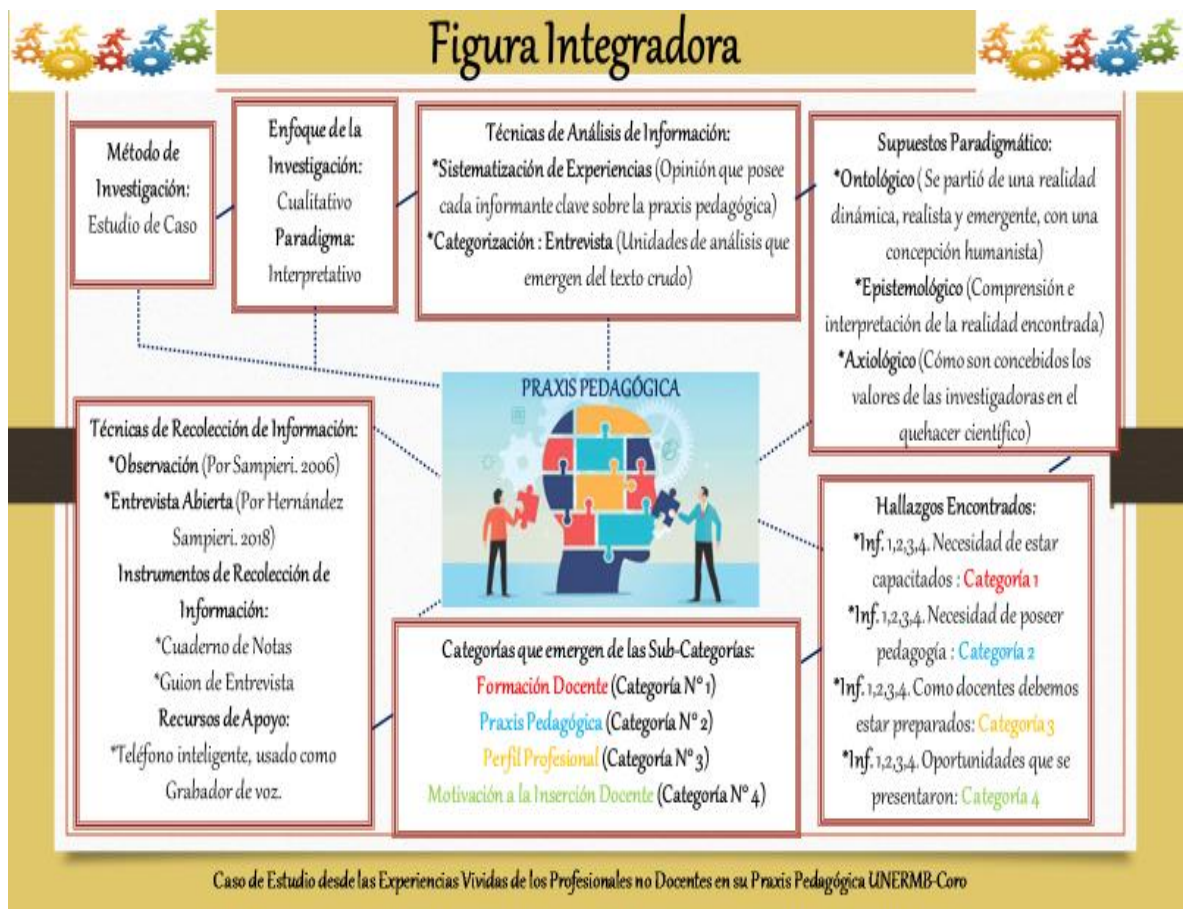 Figura Integradora
Método de
Investigación:
Estudio de Caso
Enfoque de la
Investigación:
Cualitativo
Paradigma:
Interpretativo
Técnicas de Análisis de Información:
*Sistematización de Experiencias (Opinión que posee
cada informante clave sobre la praxis pedagógica)
*Categorización : Entrevista (Unidades de análisis que
emergen del texto crudo)
Supuestos Paradigmático:
*Ontológico ( Se partió de una realidad
dinámica, realista y emergente, con una
concepción humanista)
*Epistemológico (Comprensión e
interpretación de la realidad encontrada)
*Axiológico (Cómo son concebidos los
valores de las investigadoras en el
quehacer científico)
PRAXIS PEDAGÓGICA
Técnicas de Recolección de Información:
*Observación (Por Sampieri. 2006)
*Entrevista Abierta (Por Hernández
Sampieri. 2018)
Instrumentos de Recolección de
Información:
*Cuaderno de Notas
*Guion de Entrevista
Recursos de Apoyo:
*Teléfono inteligente, usado como
Grabador de voz.
Categorías que emergen de las Sub-Categorías:
Formación Docente (Categoría N° 1)
Praxis Pedagógica (Categoría N° 2)
Perfil Profesional (Categoría N° 3)
Motivación a la Inserción Docente (Categoría N° 4)
Hallazgos Encontrados:
*Inf. 1,2,3,4. Necesidad de estar
capacitados : Categoría 1
*Inf. 1,2,3,4. Necesidad de poseer
pedagogía : Categoría 2
*Inf. 1,2,3,4. Como docentes debemos
estar preparados: Categoría 3
*Inf. 1,2,3,4. Oportunidades que se
presentaron: Categoría 4
Caso de Estudio desde las Experiencias Vividas de los Profesionales no Docentes en su Praxis Pedagógica UNERMB-Coro